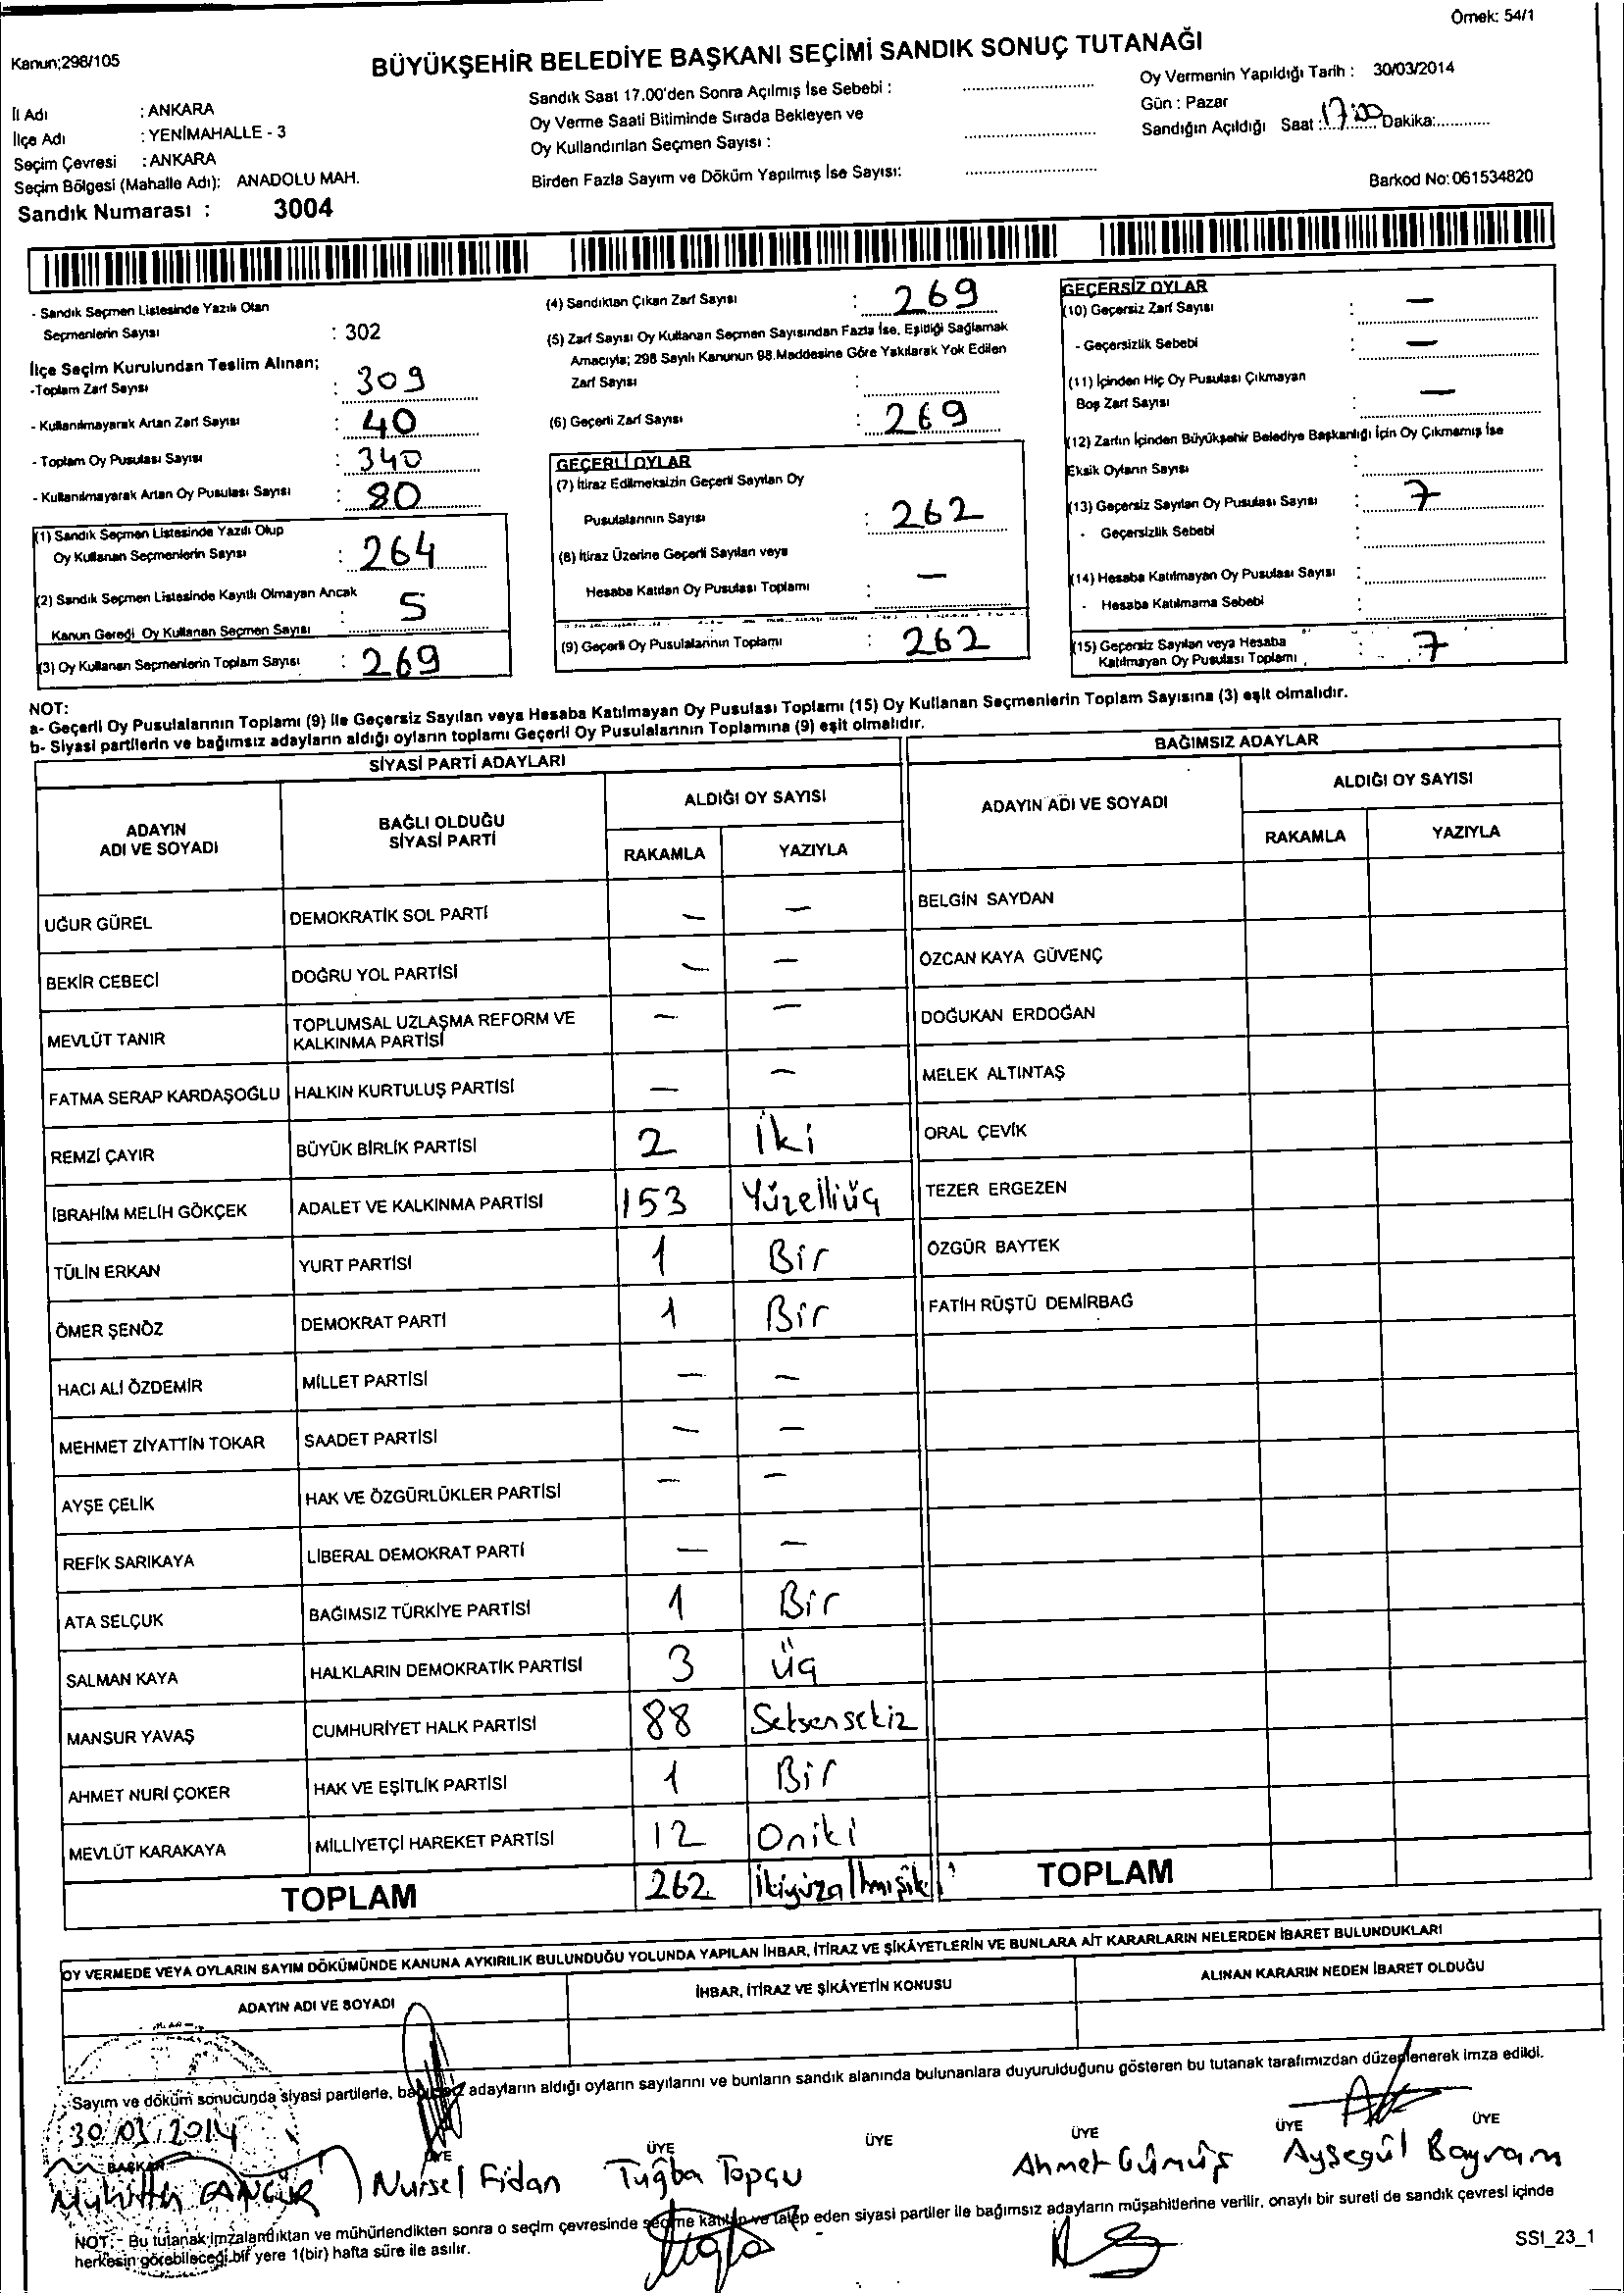 Örnek: 54/1
Kanun;298/105
BÜYÜKŞEHİR BELEDİYE BAŞKANI SEÇİMİ SANDIK SONUÇ TUTANAĞI
İl Adı : ANKARA
İlçe Adı : YENİMAHALLE - 3
Seçim Çevresi : ANKARA
Seçim Bölgesi (Mahalle Adı): ANADOLU MAH.
Sandık Numarası : 3004
Sandık Saat 17.00'den Sonra Açılmış İse Sebebi :
Oy Verme Saati Bitiminde Sırada Bekleyen ve
Oy Kullandırılan Seçmen Sayısı :
Birden Fazla Sayım ve Döküm Yapılmış İse Sayısı:
Oy Vermenin Yapıldığı Tarih : 30/03/2014
Gün : Pazar
Sandığın Açıldığı Saat : 17:00 Dakika:
Barkod No: 061534820
- Sandık Seçmen Listesinde Yazılı Olan
Seçmenlerin Sayısı : 302
İlçe Seçim Kurulundan Teslim Alınan;
-Toplam Zarf Sayısı : 309
- Kullanılmayarak Artan Zarf Sayısı : 40
- Toplam Oy Pusulası Sayısı : 340
- Kullanılmayarak Artan Oy Pusulası Sayısı : 80
(1) Sandık Seçmen Listesinde Yazılı Olup
Oy Kullanan Seçmenlerin Sayısı : 264
(2) Sandık Seçmen Listesinde Kayıtlı Olmayan Ancak
Kanun Gereği Oy Kullanan Seçmen Sayısı : 5
(3) Oy Kullanan Seçmenlerin Toplam Sayısı : 269
(4) Sandıktan Çıkan Zarf Sayısı : 269
(5) Zarf Sayısı Oy Kullanan Seçmen Sayısından Fazla İse, Eşitliği Sağlamak
Amacıyla; 298 Sayılı Kanunun 98.Maddesine Göre Yakılarak Yok Edilen
Zarf Sayısı :
(6) Geçerli Zarf Sayısı : 269
GEÇERLİ OYLAR
(7) İtiraz Edilmeksizin Geçerli Sayılan Oy
Pusulalarının Sayısı : 262
(8) İtiraz Üzerine Geçerli Sayılan veya
Hesaba Katılan Oy Pusulası Toplamı : —
(9) Geçerli Oy Pusulalarının Toplamı : 262
GEÇERSİZ OYLAR
(10) Geçersiz Zarf Sayısı : —
- Geçersizlik Sebebi : —
(11) İçinden Hiç Oy Pusulası Çıkmayan
Boş Zarf Sayısı : —
(12) Zarfın İçinden Büyükşehir Belediye Başkanlığı İçin Oy Çıkmamış İse
Eksik Oyların Sayısı :
(13) Geçersiz Sayılan Oy Pusulası Sayısı : 7
- Geçersizlik Sebebi :
(14) Hesaba Katılmayan Oy Pusulası Sayısı :
- Hesaba Katılmama Sebebi :
(15) Geçersiz Sayılan veya Hesaba
Katılmayan Oy Pusulası Toplamı : 7
NOT:
a- Geçerli Oy Pusulalarının Toplamı (9) ile Geçersiz Sayılan veya Hesaba Katılmayan Oy Pusulası Toplamı (15) Oy Kullanan Seçmenlerin Toplam Sayısına (3) eşit olmalıdır.
b- Siyasi partilerin ve bağımsız adayların aldığı oyların toplamı Geçerli Oy Pusulalarının Toplamına (9) eşit olmalıdır.
SİYASİ PARTİ ADAYLARI
ADAYIN ADI VE SOYADI BAĞLI OLDUĞU SİYASİ PARTİ ALDIĞI OY SAYISI
RAKAMLA YAZIYLA
UĞUR GÜREL DEMOKRATİK SOL PARTİ — —
BEKİR CEBECİ DOĞRU YOL PARTİSİ — —
MEVLÜT TANIR TOPLUMSAL UZLAŞMA REFORM VE KALKINMA PARTİSİ — —
FATMA SERAP KARDAŞOĞLU HALKIN KURTULUŞ PARTİSİ — —
REMZİ ÇAYIR BÜYÜK BİRLİK PARTİSİ 2 İki
İBRAHİM MELİH GÖKÇEK ADALET VE KALKINMA PARTİSİ 153 Yüzelliüç
TÜLİN ERKAN YURT PARTİSİ 1 Bir
ÖMER ŞENÖZ DEMOKRAT PARTİ 1 Bir
HACI ALİ ÖZDEMİR MİLLET PARTİSİ — —
MEHMET ZİYATTİN TOKAR SAADET PARTİSİ — —
AYŞE ÇELİK HAK VE ÖZGÜRLÜKLER PARTİSİ — —
REFİK SARIKAYA LİBERAL DEMOKRAT PARTİ — —
ATA SELÇUK BAĞIMSIZ TÜRKİYE PARTİSİ 1 Bir
SALMAN KAYA HALKLARIN DEMOKRATİK PARTİSİ 3 Üç
MANSUR YAVAŞ CUMHURİYET HALK PARTİSİ 88 Seksensekiz
AHMET NURİ ÇOKER HAK VE EŞİTLİK PARTİSİ 1 Bir
MEVLÜT KARAKAYA MİLLİYETÇİ HAREKET PARTİSİ 12 Oniki
TOPLAM 262
BAĞIMSIZ ADAYLAR
ADAYIN ADI VE SOYADI ALDIĞI OY SAYISI
RAKAMLA YAZIYLA
BELGİN SAYDAN
ÖZCAN KAYA GÜVENÇ
DOĞUKAN ERDOĞAN
MELEK ALTINTAŞ
ORAL ÇEVİK
TEZER ERGEZEN
ÖZGÜR BAYTEK
FATİH RÜŞTÜ DEMİRBAĞ
TOPLAM
OY VERMEDE VEYA OYLARIN SAYIM DÖKÜMÜNDE KANUNA AYKIRILIK BULUNDUĞU YOLUNDA YAPILAN İHBAR, İTİRAZ VE ŞİKÂYETLERİN VE BUNLARA AİT KARARLARIN NELERDEN İBARET BULUNDUKLARI
ADAYIN ADI VE SOYADI İHBAR, İTİRAZ VE ŞİKÂYETİN KONUSU ALINAN KARARIN NEDEN İBARET OLDUĞU
Sayım ve döküm sonucunda siyasi partilerle, bağımsız adayların aldığı oyların sayılarını ve bunların sandık alanında bulunanlara duyurulduğunu gösteren bu tutanak tarafımızdan düzenlenerek imza edildi.
30/03/2014
BAŞKAN ÜYE ÜYE ÜYE ÜYE ÜYE ÜYE
Nursel Fidan Tuğba Topçu Ahmet Gümüş Ayşegül Bayram
NOT:- Bu tutanak imzalandıktan ve mühürlendikten sonra o seçim çevresinde seçime katılıp ve talep eden siyasi partiler ile bağımsız adayların müşahitlerine verilir, onaylı bir sureti de sandık çevresi içinde
herkesin görebileceği bir yere 1(bir) hafta süre ile asılır.
SSI_23_1